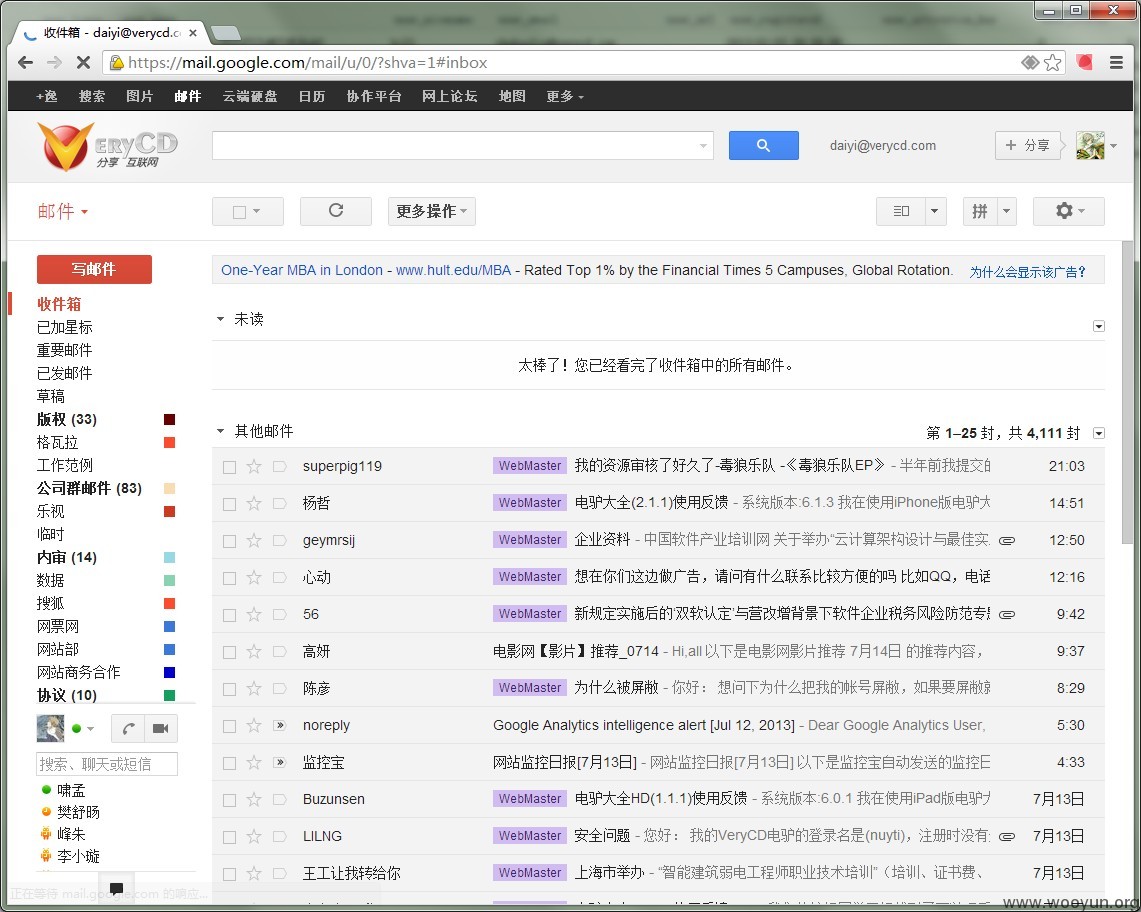 收件箱 - daiyi@verycd.c
https://mail.google.com/mail/u/0/?shva=1#inbox
+逸 搜索 图片 邮件 云端硬盘 日历 协作平台 网上论坛 地图 更多
VeryCD
分享 互联网
daiyi@verycd.com
+ 分享
邮件
更多操作
拼
写邮件
One-Year MBA in London - www.hult.edu/MBA - Rated Top 1% by the Financial Times 5 Campuses, Global Rotation. 为什么会显示该广告?
收件箱
已加星标
重要邮件
已发邮件
草稿
版权 (33)
格瓦拉
工作范例
公司群邮件 (83)
乐视
临时
内审 (14)
数据
搜狐
网票网
网站部
网站商务合作
协议 (10)
搜索、聊天或短信
啸孟
樊舒旸
峰朱
李小璇
未读
太棒了！您已经看完了收件箱中的所有邮件。
其他邮件
第 1–25 封，共 4,111 封
superpig119 WebMaster 我的资源审核了好久了-毒狼乐队 -《毒狼乐队EP》 - 半年前我提交的 21:03
杨哲 WebMaster 电驴大全(2.1.1)使用反馈 - 系统版本:6.1.3 我在使用iPhone版电驴大 14:51
geymrsij WebMaster 企业资料 - 中国软件产业培训网 关于举办“云计算架构设计与最佳实 12:50
心动 WebMaster 想在你们这边做广告，请问有什么联系比较方便的吗 比如QQ，电话 12:16
56 WebMaster 新规定实施后的‘双软认定’与营改增背景下软件企业税务风险防范专 9:42
高妍 电影网【影片】推荐_0714 - Hi,all 以下是电影网影片推荐 7月14日 的推荐内容， 9:37
陈彦 WebMaster 为什么被屏敝 - 你好： 想问下为什么把我的帐号屏敝，如果要屏敝 8:29
noreply Google Analytics intelligence alert [Jul 12, 2013] - Dear Google Analytics User, 5:30
监控宝 网站监控日报[7月13日] - 网站监控日报[7月13日] 以下是监控宝自动发送的监控日 4:33
Buzunsen WebMaster 电驴大全HD(1.1.1)使用反馈 - 系统版本:6.0.1 我在使用iPad版电驴大 7月13日
LILNG WebMaster 安全问题 - 您好： 我的VeryCD电驴的登录名是(nuyti)，注册时没有 7月13日
王工让我转给你 WebMaster 上海市举办 - “智能建筑弱电工程师职业技术培训”（培训、证书费、 7月13日
正在等待 mail.google.com 的响应...
www.wooyun.org